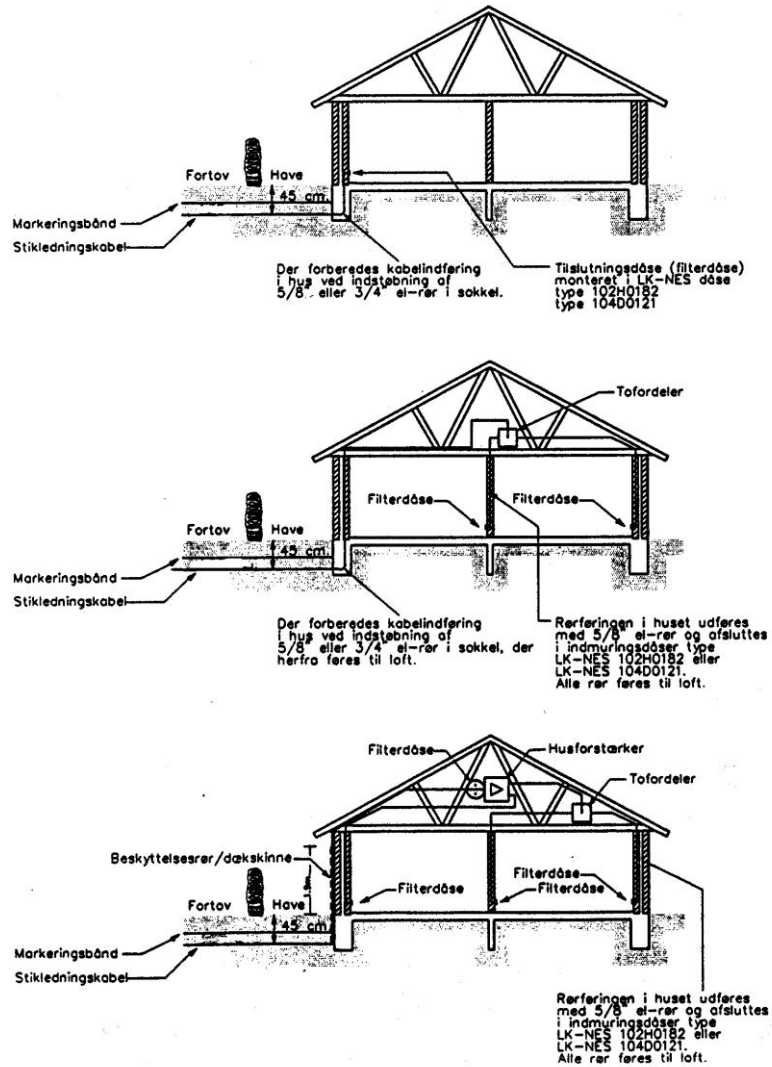 Fortov
Have
45 cm.
Markeringsbånd
Stikledningskabel
Der forberedes kabelindføring
i hus ved indstøbning af
5/8" eller 3/4" el-rør i sokkel.
Tilslutningsdåse (filterdåse)
monteret i LK-NES dåse
type 102H0182
type 104D0121
Tofordeler
Filterdåse
Filterdåse
Fortov
Have
45 cm.
Markeringsbånd
Stikledningskabel
Der forberedes kabelindføring
i hus ved indstøbning af
5/8" eller 3/4" el-rør i sokkel, der
herfra føres til loft.
Rørføringen i huset udføres
med 5/8" el-rør og afsluttes
i indmuringsdåser type
LK-NES 102H0182 eller
LK-NES 104D0121.
Alle rør føres til loft.
Filterdåse
Husforstærker
Tofordeler
Beskyttelsesrør/dækskinne
Filterdåse
Filterdåse
Filterdåse
Fortov
Have
45 cm.
Markeringsbånd
Stikledningskabel
Rørføringen i huset udføres
med 5/8" el-rør og afsluttes
i indmuringsdåser type
LK-NES 102H0182 eller
LK-NES 104D0121.
Alle rør føres til loft.